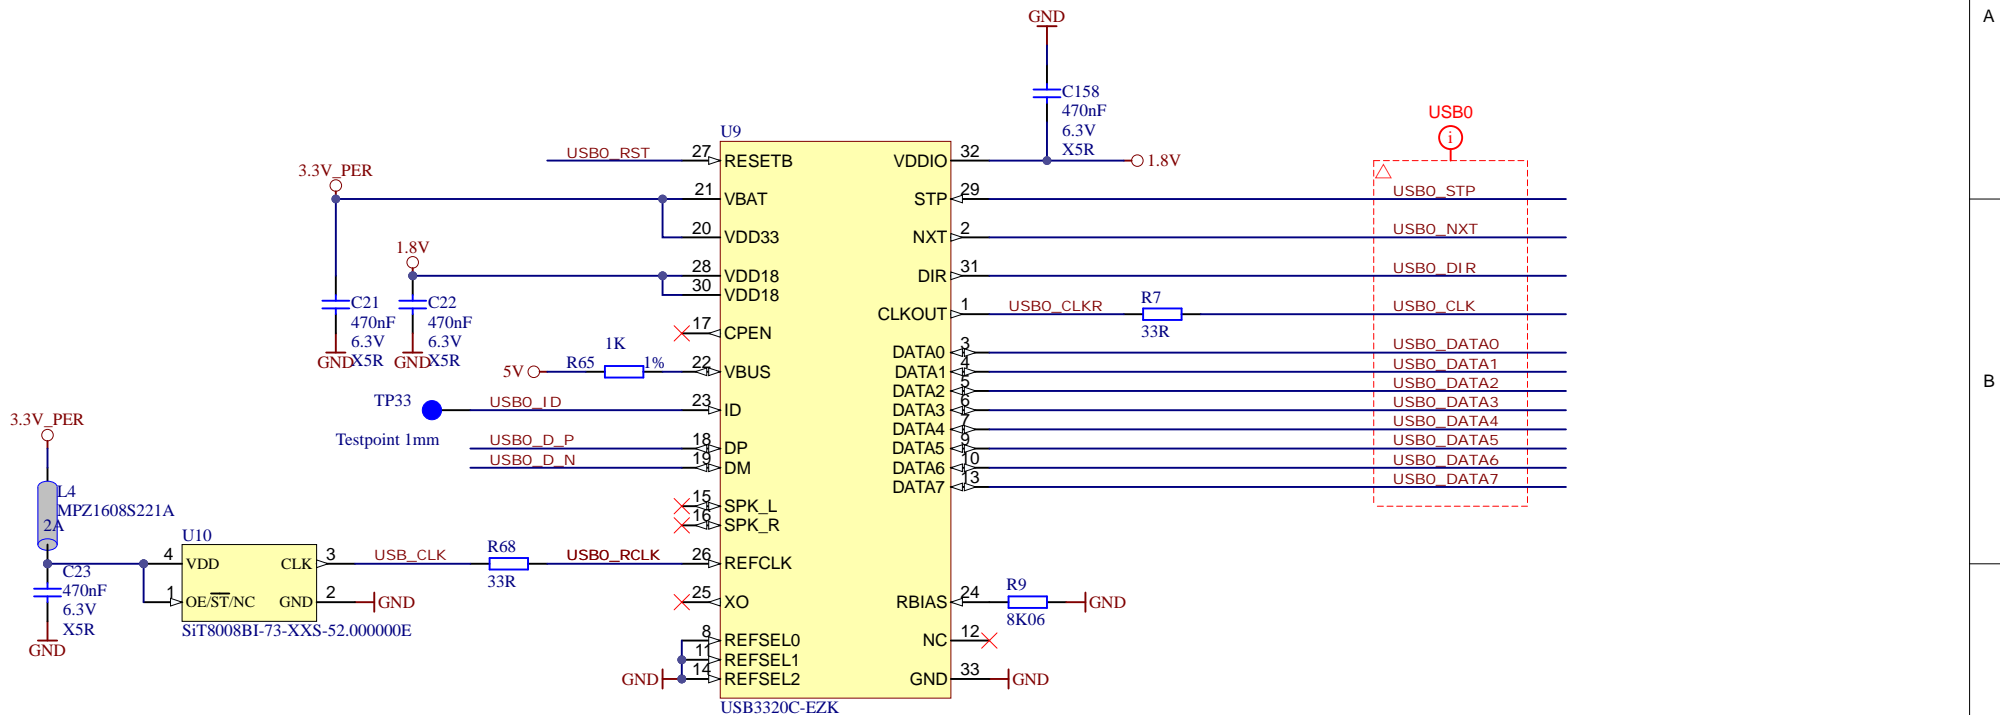 A
GND
C158
470nF
6.3V
X5R
USB0
i
U9
USB0_RST
27
RESETB
VDDIO
32
1.8V
3.3V_PER
21
VBAT
STP
29
USB0_STP
20
VDD33
NXT
2
USB0_NXT
1.8V
28
VDD18
DIR
31
USB0_DIR
30
VDD18
C21
470nF
6.3V
X5R
GND
C22
470nF
6.3V
X5R
GND
CLKOUT
1
USB0_CLKR
R7
33R
USB0_CLK
17
CPEN
DATA0
3
USB0_DATA0
5V
R65
1K
1%
22
VBUS
DATA1
4
USB0_DATA1
DATA2
5
USB0_DATA2
B
TP33
Testpoint 1mm
USB0_ID
23
ID
DATA3
6
USB0_DATA3
DATA4
7
USB0_DATA4
USB0_D_P
18
DP
DATA5
9
USB0_DATA5
USB0_D_N
19
DM
DATA6
10
USB0_DATA6
DATA7
13
USB0_DATA7
3.3V_PER
L4
MPZ1608S221A
2A
15
SPK_L
16
SPK_R
U10
4
VDD
CLK
3
USB_CLK
R68
33R
USB0_RCLK
26
REFCLK
C23
470nF
6.3V
X5R
GND
1
OE/ST/NC
GND
2
GND
SiT8008BI-73-XXS-52.000000E
25
XO
RBIAS
24
R9
8K06
GND
8
REFSEL0
NC
12
11
REFSEL1
GND
14
REFSEL2
GND
33
GND
USB3320C-EZK